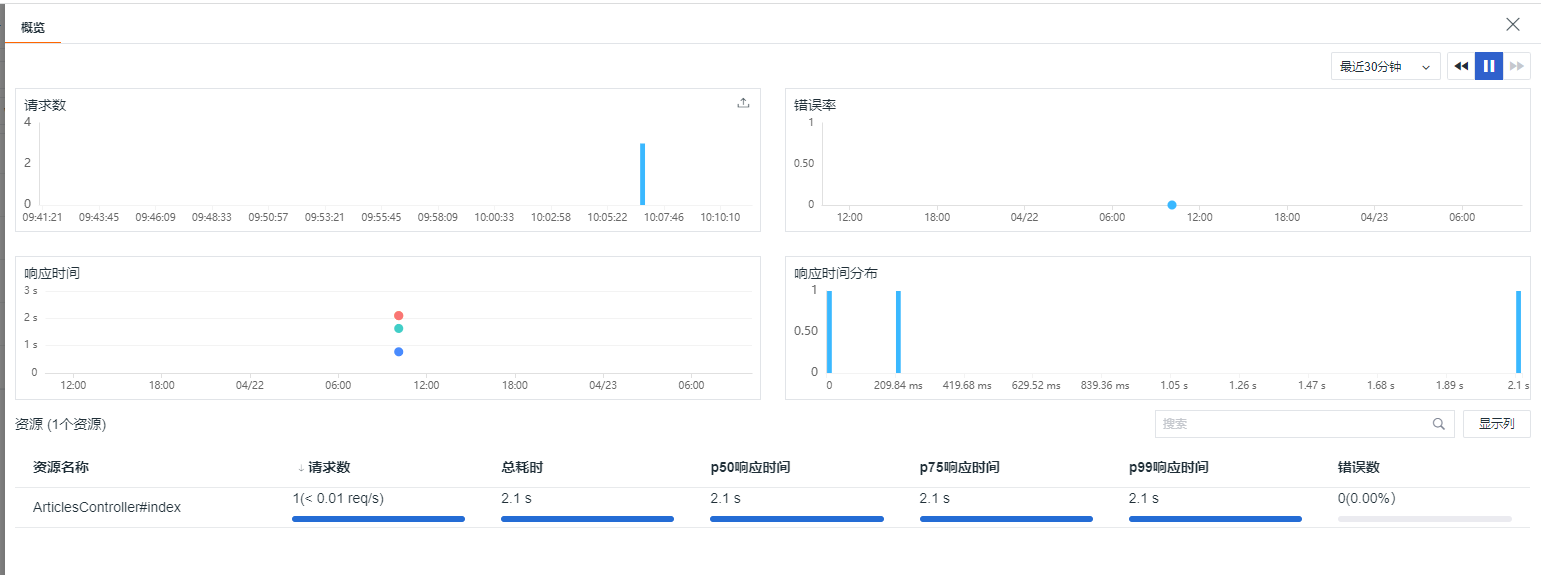 概览
最近30分钟
请求数
4
2
0
09:41:21 09:43:45 09:46:09 09:48:33 09:50:57 09:53:21 09:55:45 09:58:09 10:00:33 10:02:58 10:05:22 10:07:46 10:10:10
错误率
1
0.50
0
12:00 18:00 04/22 06:00 12:00 18:00 04/23 06:00
响应时间
3 s
2 s
1 s
0
12:00 18:00 04/22 06:00 12:00 18:00 04/23 06:00
响应时间分布
1
0.50
0
0 209.84 ms 419.68 ms 629.52 ms 839.36 ms 1.05 s 1.26 s 1.47 s 1.68 s 1.89 s 2.1 s
资源 (1个资源)
搜索
显示列
资源名称 ↓ 请求数 总耗时 p50响应时间 p75响应时间 p99响应时间 错误数
ArticlesController#index 1(< 0.01 req/s) 2.1 s 2.1 s 2.1 s 2.1 s 0(0.00%)